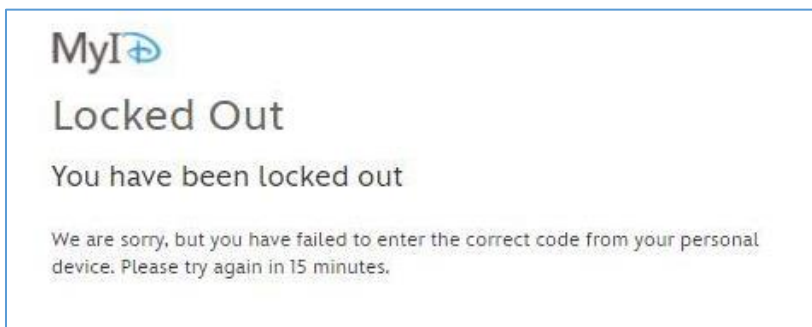 MyID
Locked Out
You have been locked out
We are sorry, but you have failed to enter the correct code from your personal
device. Please try again in 15 minutes.